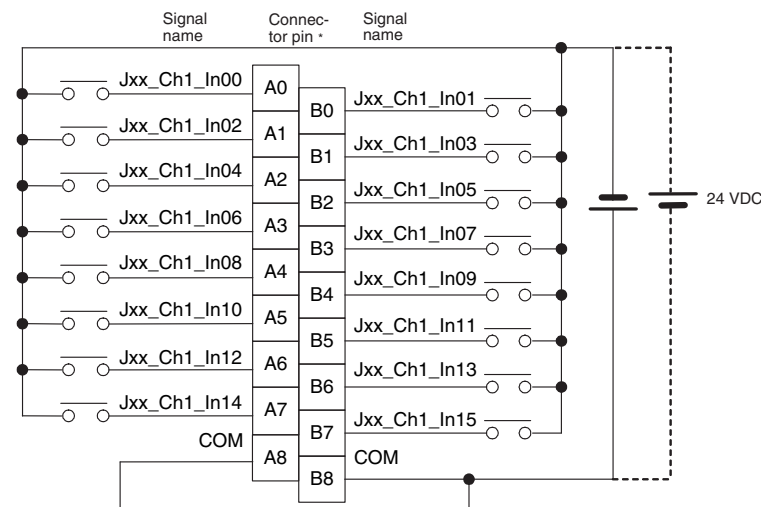 Signal name
Connec-
tor pin *
Signal name
Jxx_Ch1_In00 A0
B0 Jxx_Ch1_In01
Jxx_Ch1_In02 A1
B1 Jxx_Ch1_In03
Jxx_Ch1_In04 A2
B2 Jxx_Ch1_In05
Jxx_Ch1_In06 A3
B3 Jxx_Ch1_In07
Jxx_Ch1_In08 A4
B4 Jxx_Ch1_In09
Jxx_Ch1_In10 A5
B5 Jxx_Ch1_In11
Jxx_Ch1_In12 A6
B6 Jxx_Ch1_In13
Jxx_Ch1_In14 A7
B7 Jxx_Ch1_In15
COM A8
B8 COM
24 VDC